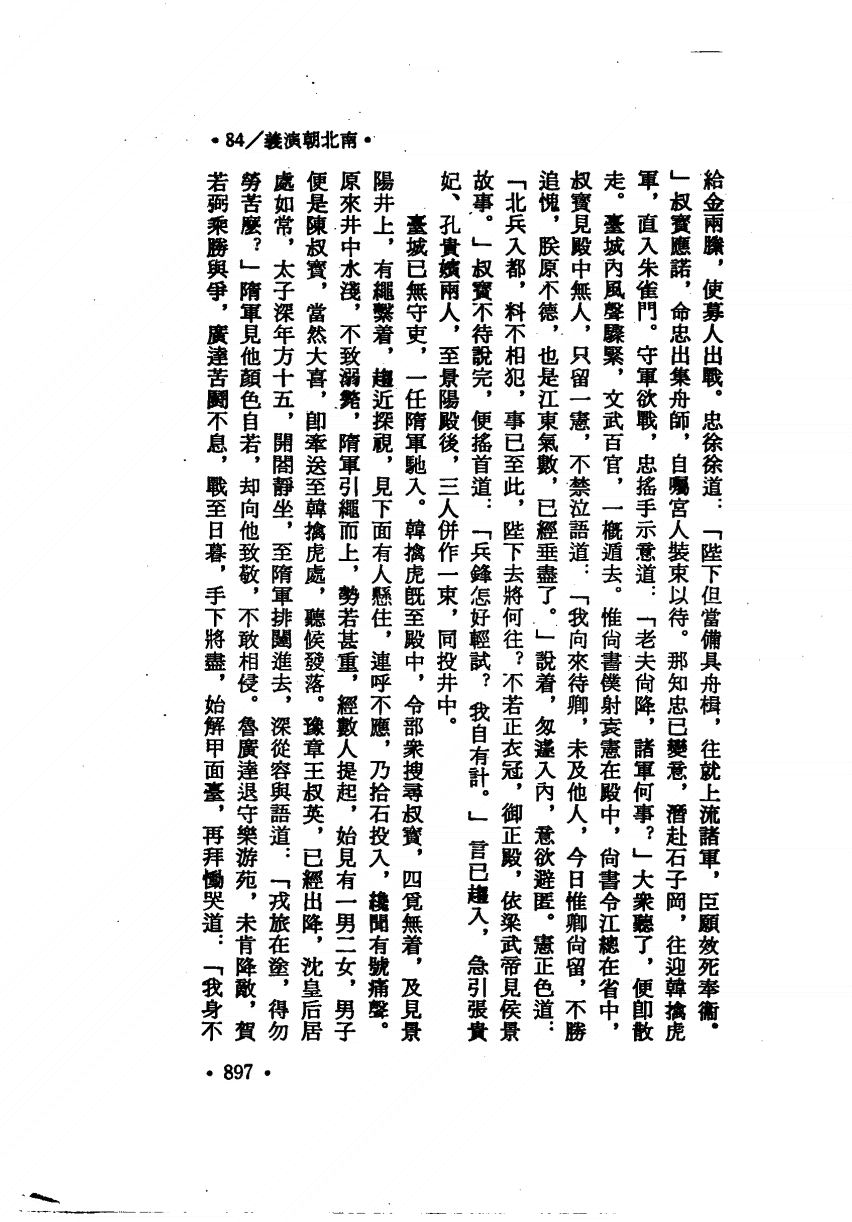 •84／義演朝北南•
給金兩縢，使募人出戰。忠徐徐道：「陛下但當備具舟楫，往就上流諸軍，臣願效死奉衞。
」叔寶應諾，命忠出集舟師，自囑宮人裝束以待。那知忠已變意，潛赴石子岡，往迎韓擒虎
軍，直入朱雀門。守軍欲戰，忠搖手示意道：「老夫尙降，諸軍何事？」大衆聽了，便卽散
走。臺城內風聲驟緊，文武百官，一概遁去。惟尙書僕射袁憲在殿中，尙書令江總在省中，
叔寶見殿中無人，只留一憲，不禁泣語道：「我向來待卿，未及他人，今日惟卿尙留，不勝
追愧，朕原不德，也是江東氣數，已經垂盡了。」說着，匆遽入內，意欲避匿。憲正色道：
「北兵入都，料不相犯，事已至此，陛下去將何往？不若正衣冠，御正殿，依梁武帝見侯景
故事。」叔寶不待說完，便搖首道：「兵鋒怎好輕試？我自有計。」言已趨入，急引張貴
妃、孔貴嬪兩人，至景陽殿後，三人併作一束，同投井中。
臺城已無守吏，一任隋軍馳入。韓擒虎旣至殿中，令部衆搜尋叔寶，四覓無着，及見景
陽井上，有繩繫着，趨近探視，見下面有人懸住，連呼不應，乃拾石投入，纔聞有號痛聲。
原來井中水淺，不致溺斃，隋軍引繩而上，勢若甚重，經數人提起，始見有一男二女，男子
便是陳叔寶，當然大喜，卽牽送至韓擒虎處，聽候發落。豫章王叔英，已經出降，沈皇后居
處如常，太子深年方十五，開閤靜坐，至隋軍排闥進去，深從容與語道：「戎旅在塗，得勿
勞苦麼？」隋軍見他顏色自若，却向他致敬，不敢相侵。魯廣達退守樂游苑，未肯降敵，賀
若弼乘勝與爭，廣達苦鬭不息，戰至日暮，手下將盡，始解甲面臺，再拜慟哭道：「我身不
•897•